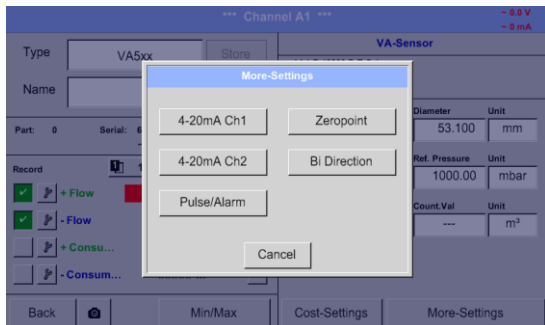 *** Channel A1 ***
~ 0.0 V
~ 0 mA
Type
VA5xx
Store
VA-Sensor
Name
More-Settings
4-20mA Ch1
Zeropoint
4-20mA Ch2
Bi Direction
Pulse/Alarm
Cancel
Part: 0 Serial: 6
Diameter Unit
53.100 mm
Record
Ref. Pressure Unit
1000.00 mbar
+ Flow
Count.Val Unit
--- m³
- Flow
+ Consu...
- Consum...
Back Min/Max Cost-Settings More-Settings